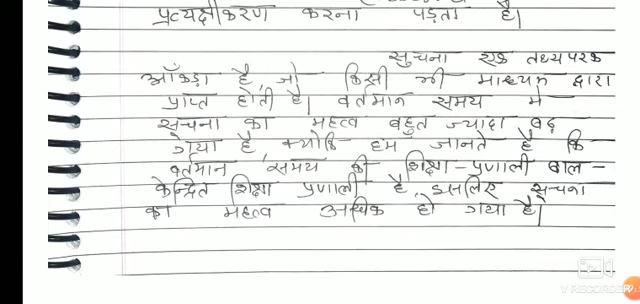 प्रत्यक्षीकरण करना पड़ता है।
सुचना एक तथ्यपरक
आँकड़ा है, जो किसी भी माध्यम द्वारा
प्राप्त होती है। वर्तमान समय मे
सुचना का महत्व बहुत ज्यादा बढ़
गया है, क्योंकि हम जानते है कि
वर्तमान समय की शिक्षा-प्रणाली बाल-
केन्द्रित शिक्षा प्रणाली है, इसलिए सुचना
का महत्व अधिक हो गया है।
V RECORDER